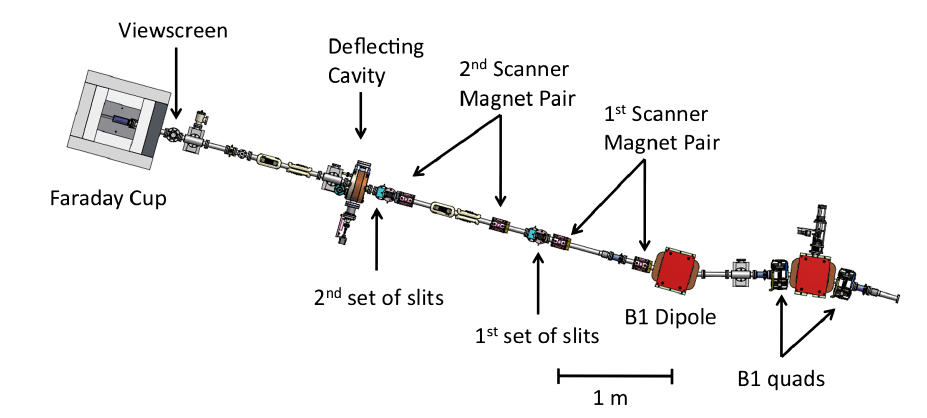 Viewscreen
Deflecting
Cavity
2nd Scanner
Magnet Pair
1st Scanner
Magnet Pair
Faraday Cup
2nd set of slits
1st set of slits
B1 Dipole
B1 quads
1 m